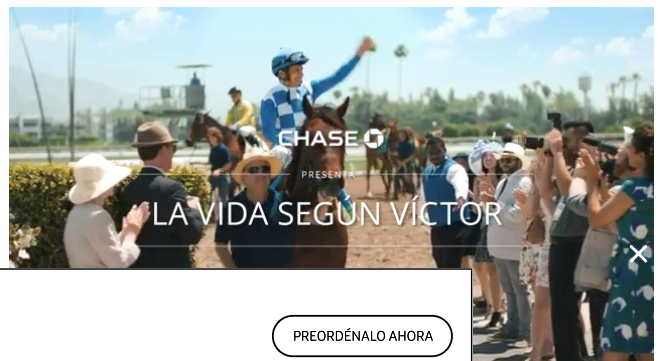 CHASE
PRESENTA
LA VIDA SEGÚN VÍCTOR
PREORDÉNALO AHORA